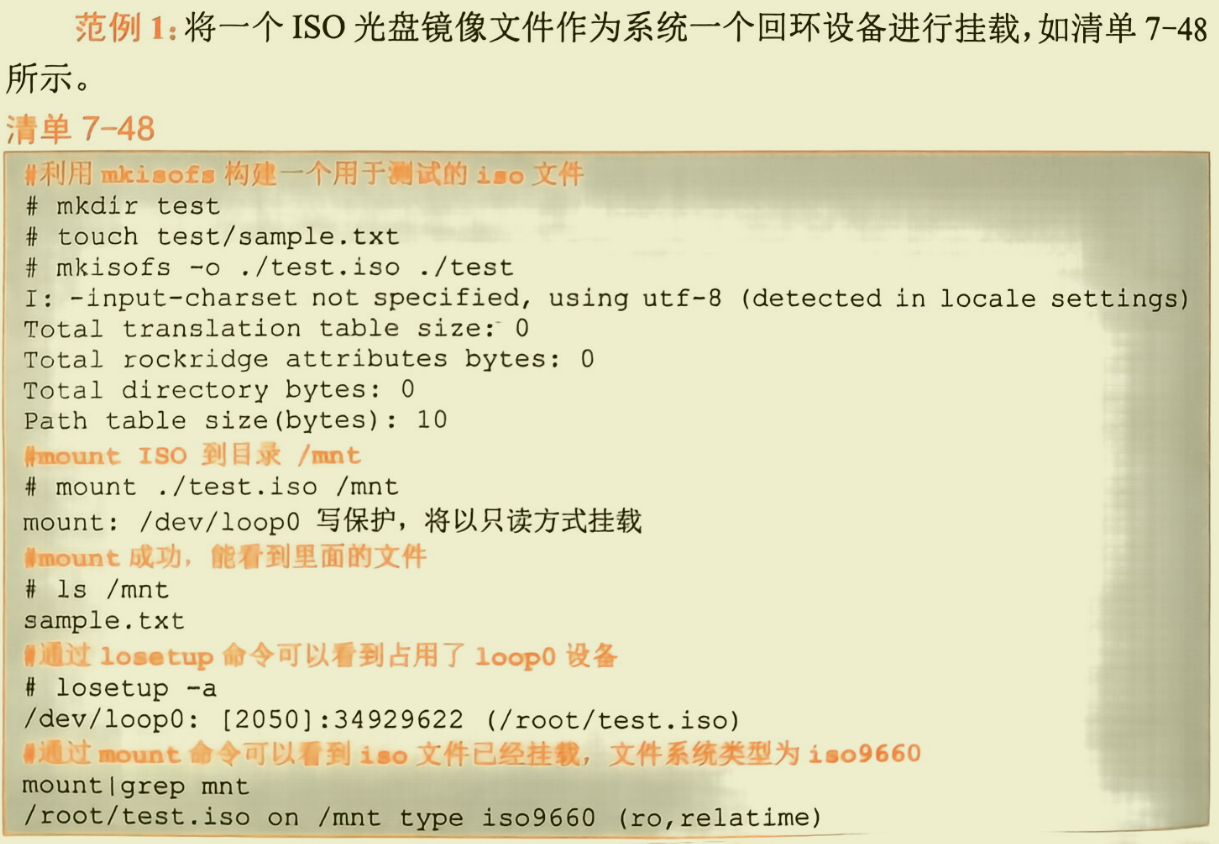 范例 1:将一个 ISO 光盘镜像文件作为系统一个回环设备进行挂载,如清单 7-48
所示。
清单 7-48
#利用 mkisofs 构建一个用于测试的 iso 文件
# mkdir test
# touch test/sample.txt
# mkisofs -o ./test.iso ./test
I: -input-charset not specified, using utf-8 (detected in locale settings)
Total translation table size: 0
Total rockridge attributes bytes: 0
Total directory bytes: 0
Path table size(bytes): 10
#mount ISO 到目录 /mnt
# mount ./test.iso /mnt
mount: /dev/loop0 写保护，将以只读方式挂载
#mount 成功，能看到里面的文件
# ls /mnt
sample.txt
#通过 losetup 命令可以看到占用了 loop0 设备
# losetup -a
/dev/loop0: [2050]:34929622 (/root/test.iso)
#通过 mount 命令可以看到 iso 文件已经挂载，文件系统类型为 iso9660
mount|grep mnt
/root/test.iso on /mnt type iso9660 (ro,relatime)